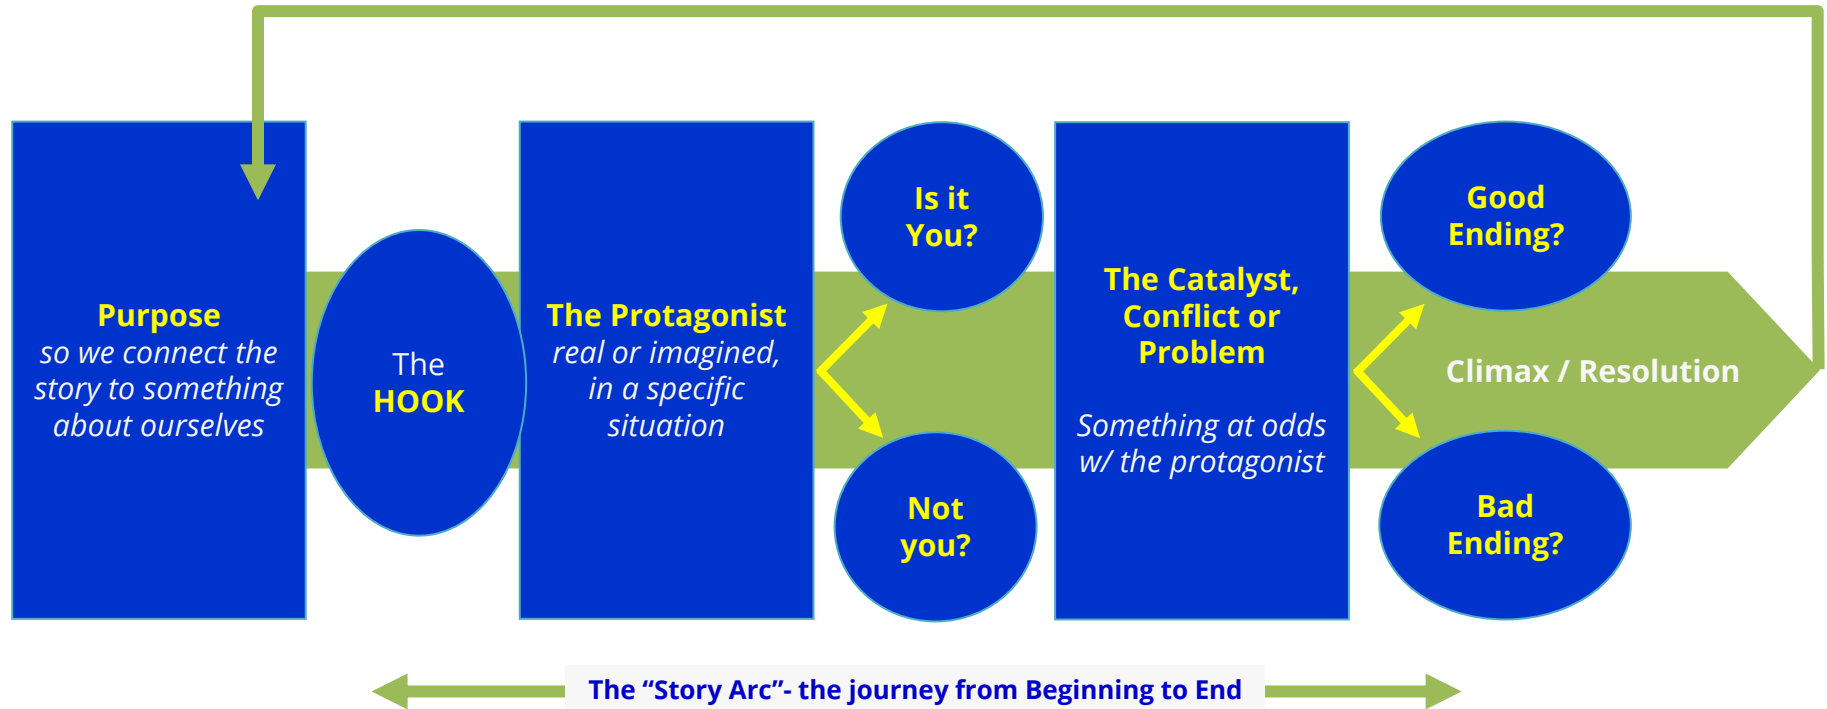 Purpose
so we connect the
story to something
about ourselves
The
HOOK
The Protagonist
real or imagined,
in a specific
situation
Is it
You?
Not
you?
The Catalyst,
Conflict or
Problem
Something at odds
w/ the protagonist
Good
Ending?
Climax / Resolution
Bad
Ending?
The “Story Arc”- the journey from Beginning to End